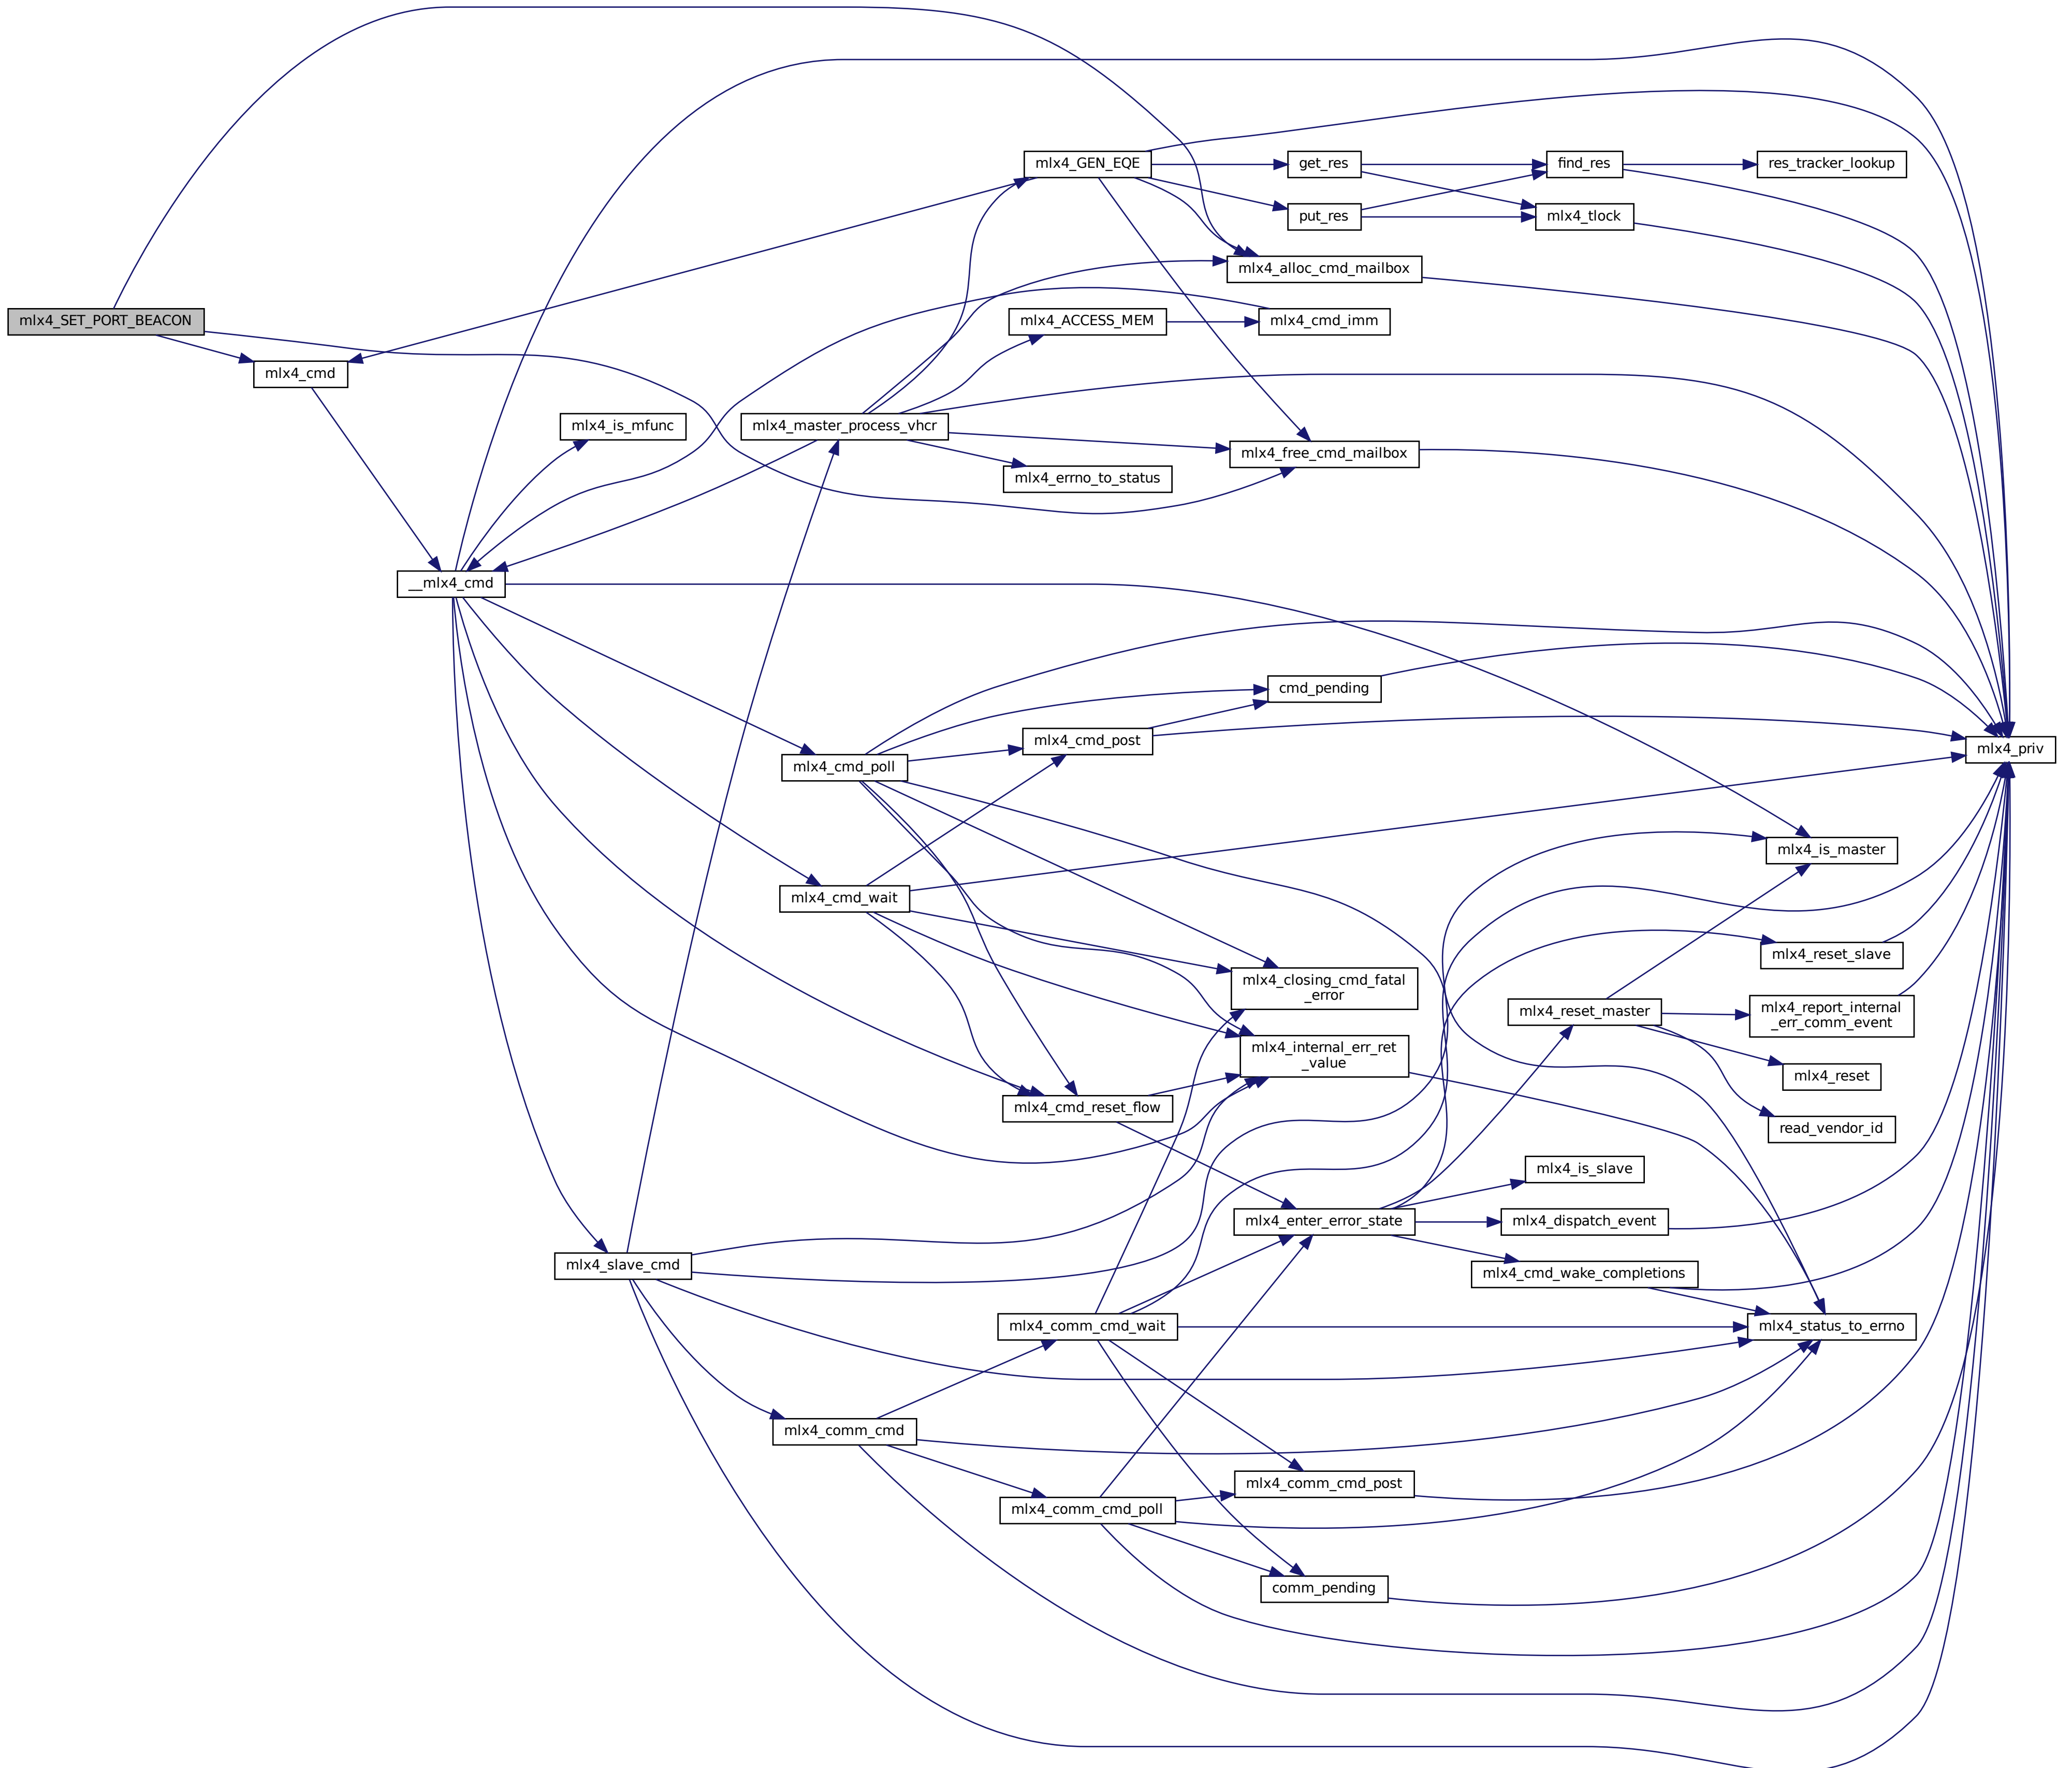 mlx4_GEN_EQE
get_res
find_res
res_tracker_lookup
put_res
mlx4_tlock
mlx4_alloc_cmd_mailbox
mlx4_SET_PORT_BEACON
mlx4_ACCESS_MEM
mlx4_cmd_imm
mlx4_cmd
mlx4_is_mfunc
mlx4_master_process_vhcr
mlx4_free_cmd_mailbox
mlx4_errno_to_status
__mlx4_cmd
cmd_pending
mlx4_cmd_post
mlx4_priv
mlx4_cmd_poll
mlx4_is_master
mlx4_cmd_wait
mlx4_reset_slave
mlx4_closing_cmd_fatal
_error
mlx4_reset_master
mlx4_report_internal
_err_comm_event
mlx4_internal_err_ret
_value
mlx4_reset
mlx4_cmd_reset_flow
read_vendor_id
mlx4_is_slave
mlx4_enter_error_state
mlx4_dispatch_event
mlx4_slave_cmd
mlx4_cmd_wake_completions
mlx4_comm_cmd_wait
mlx4_status_to_errno
mlx4_comm_cmd
mlx4_comm_cmd_post
mlx4_comm_cmd_poll
comm_pending